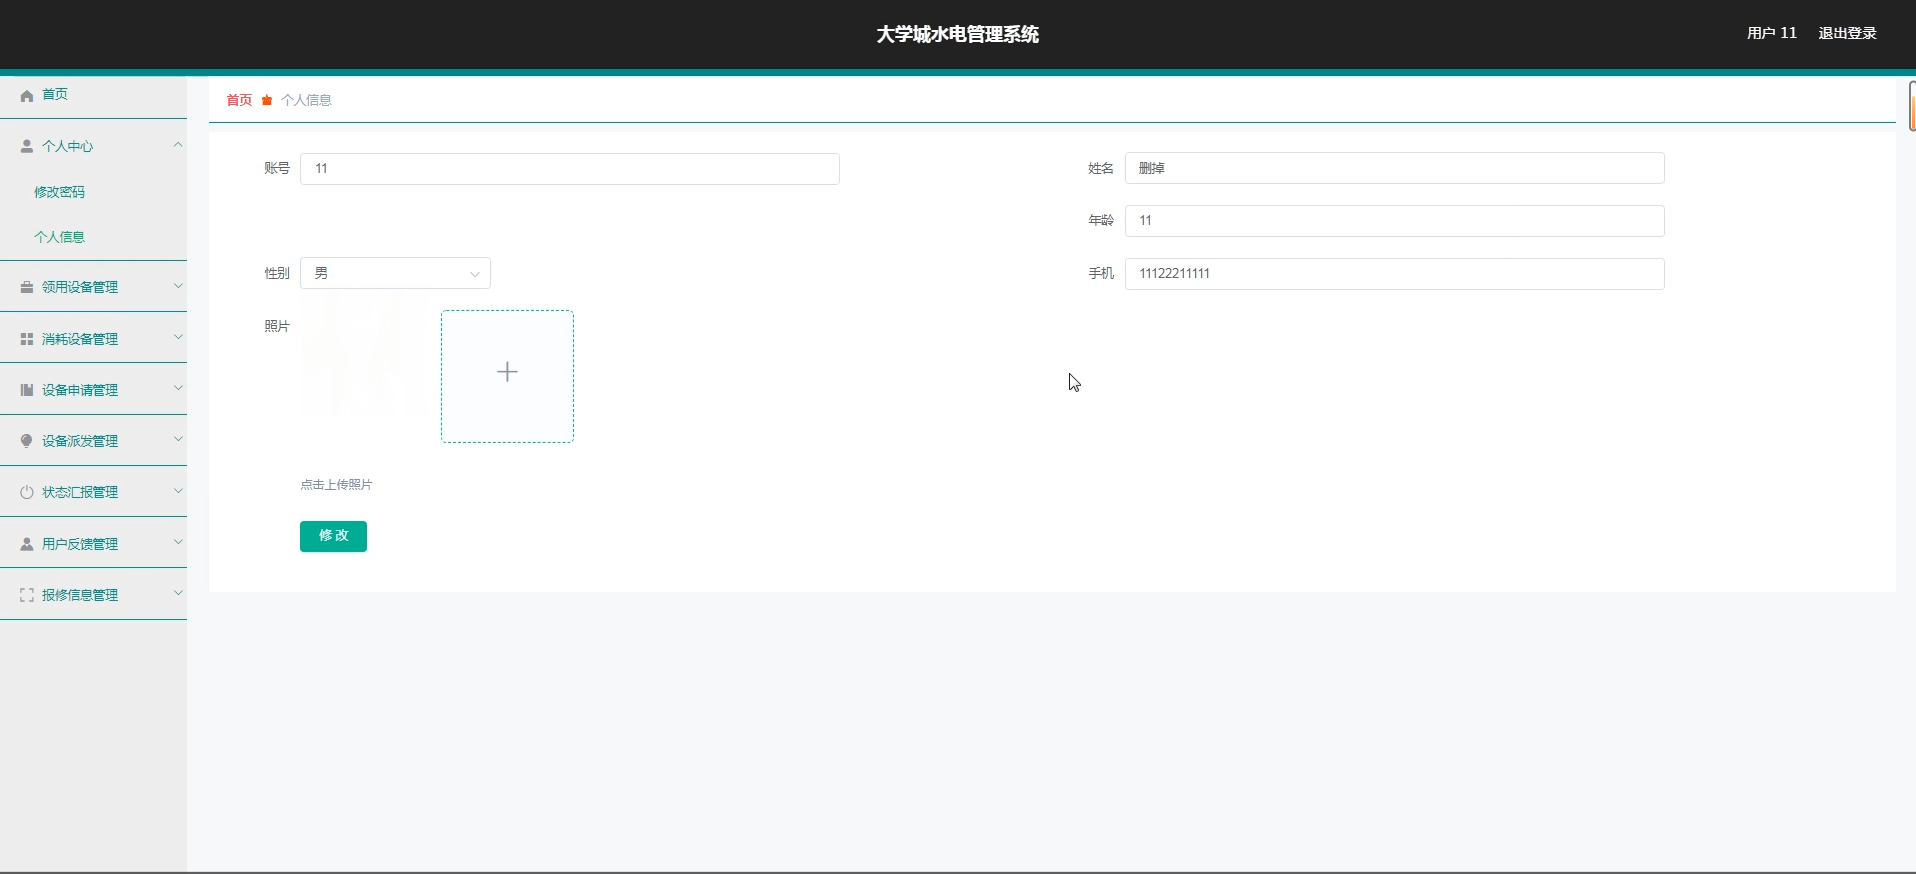 大学城水电管理系统
用户 11 退出登录
首页
个人中心
修改密码
个人信息
领用设备管理
消耗设备管理
设备申请管理
设备派发管理
状态汇报管理
用户反馈管理
报修信息管理
首页 个人信息
账号 11
姓名 删掉
年龄 11
性别 男
手机 11122211111
照片
点击上传照片
修改